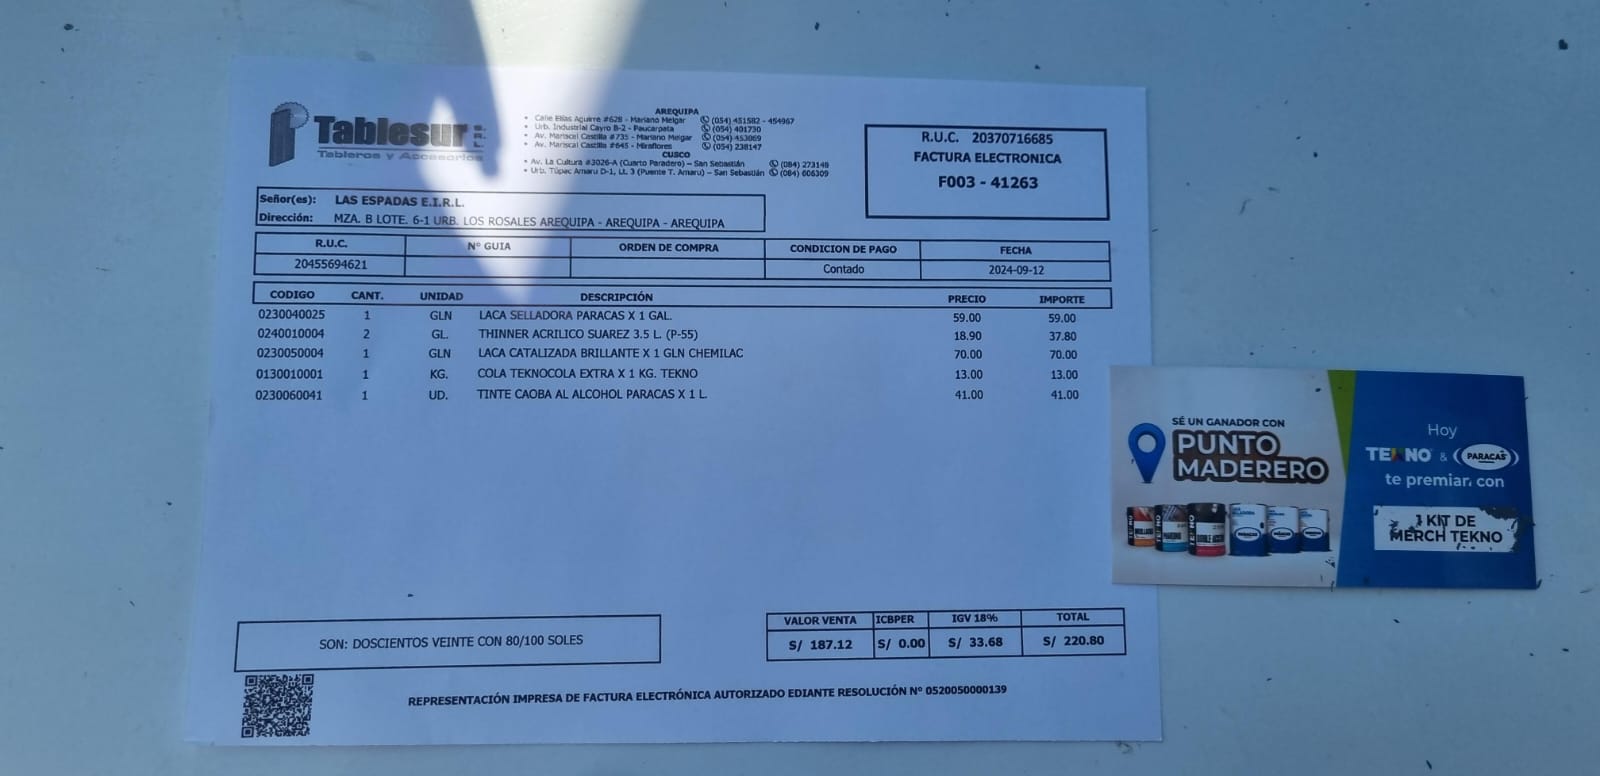 Tablesur S.R.L.
Tableros y Accesorios
AREQUIPA
• Calle Elías Aguirre #628 - Mariano Melgar (054) 451582 - 454967
• Urb. Industrial Cayro B-2 - Paucarpata (054) 401730
• Av. Mariscal Castilla #735 - Mariano Melgar (054) 453069
• Av. Mariscal Castilla #645 - Miraflores (054) 238147
CUSCO
• Av. La Cultura #3026-A (Cuarto Paradero) – San Sebastián (084) 273148
• Urb. Túpac Amaru D-1, Lt. 3 (Puente T. Amaru) – San Sebastián (084) 606309
R.U.C. 20370716685
FACTURA ELECTRONICA
F003 - 41263
Señor(es): LAS ESPADAS E.I.R.L.
Dirección: MZA. B LOTE. 6-1 URB. LOS ROSALES AREQUIPA - AREQUIPA - AREQUIPA
R.U.C. N° GUIA ORDEN DE COMPRA CONDICION DE PAGO FECHA
20455694621 Contado 2024-09-12
CODIGO CANT. UNIDAD DESCRIPCIÓN PRECIO IMPORTE
0230040025 1 GLN LACA SELLADORA PARACAS X 1 GAL. 59.00 59.00
0240010004 2 GL. THINNER ACRILICO SUAREZ 3.5 L. (P-55) 18.90 37.80
0230050004 1 GLN LACA CATALIZADA BRILLANTE X 1 GLN CHEMILAC 70.00 70.00
0130010001 1 KG. COLA TEKNOCOLA EXTRA X 1 KG. TEKNO 13.00 13.00
0230060041 1 UD. TINTE CAOBA AL ALCOHOL PARACAS X 1 L. 41.00 41.00
SON: DOSCIENTOS VEINTE CON 80/100 SOLES
VALOR VENTA ICBPER IGV 18% TOTAL
S/ 187.12 S/ 0.00 S/ 33.68 S/ 220.80
REPRESENTACIÓN IMPRESA DE FACTURA ELECTRÓNICA AUTORIZADO EDIANTE RESOLUCIÓN N° 0520050000139
SÉ UN GANADOR CON
PUNTO
MADERERO
Hoy
TEKNO & PARACAS
te premian con
1 KIT DE
MERCH TEKNO